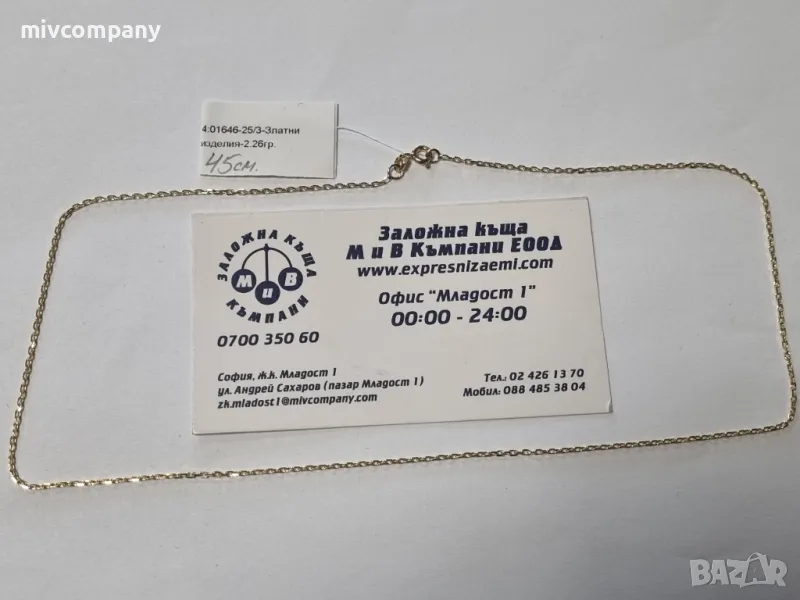 mivcompany
4:01646-25/3-Златни
изделия-2.26гр.
45см.
ЗАЛОЖНА КЪЩА
М и В
КЪМПАНИ
0700 350 60
Заложна къща
М и В Къмпани ЕООД
www.expresnizaemi.com
Офис "Младост 1"
00:00 - 24:00
София, ж.к. Младост 1
ул. Андрей Сахаров (пазар Младост 1)
zk.mladost1@mivcompany.com
Тел.: 02 426 13 70
Мобил.: 088 485 38 04
BAZAR